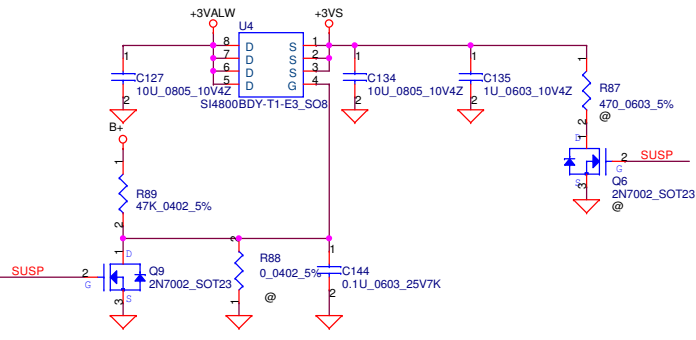 +3VALW
+3VS
U4
8 D S 1
7 D S 2
6 D S 3
5 D G 4
SI4800BDY-T1-E3_SO8
1
C127
10U_0805_10V4Z
2
1
C134
10U_0805_10V4Z
2
1
C135
1U_0603_10V4Z
2
1
R87
470_0603_5%
@
2
B+
1
D
2
SUSP
G
S
3
Q6
2N7002_SOT23
@
1
R89
47K_0402_5%
2
SUSP
2
G
1
D
Q9
2N7002_SOT23
S
3
2
R88
0_0402_5%
@
1
1
C144
0.1U_0603_25V7K
2